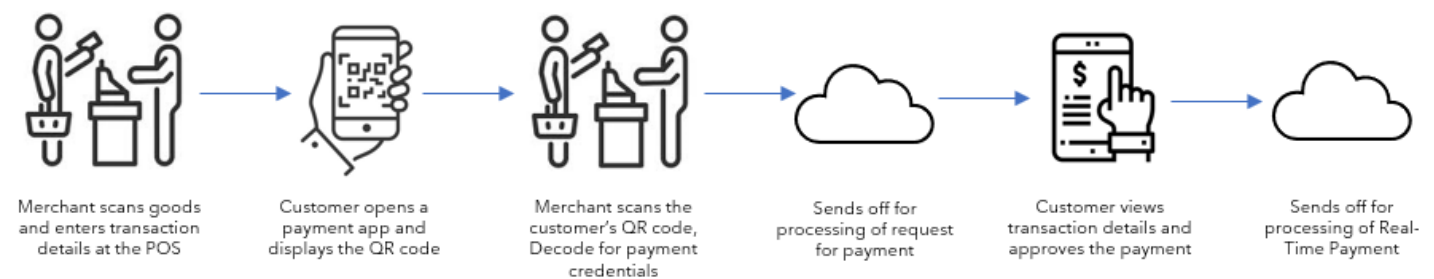 Merchant scans goods
and enters transaction
details at the POS
Customer opens a
payment app and
displays the QR code
Merchant scans the
customer's QR code,
Decode for payment
credentials
Sends off for
processing of request
for payment
Customer views
transaction details and
approves the payment
Sends off for
processing of Real-
Time Payment
$